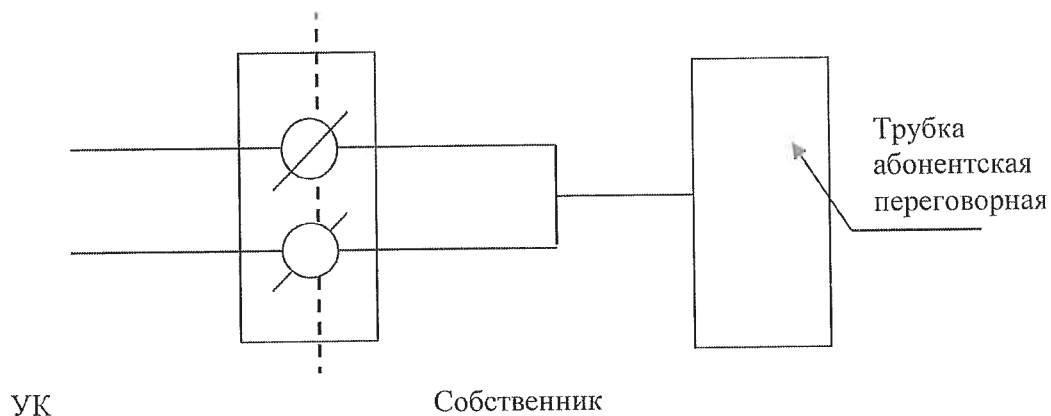 Трубка
абонентская
переговорная
УК
Собственник